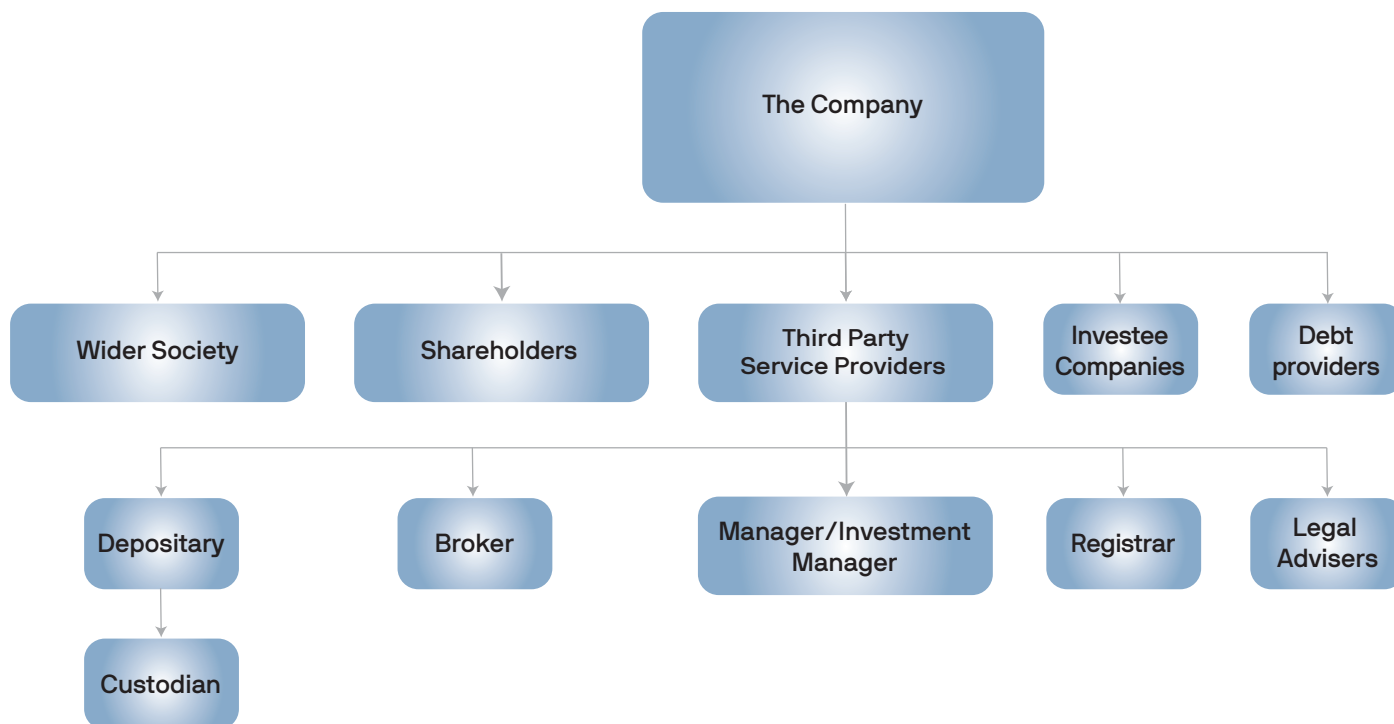 The Company
Wider Society
Shareholders
Third Party
Service Providers
Investee
Companies
Debt
providers
Depositary
Broker
Manager/Investment
Manager
Registrar
Legal
Advisers
Custodian